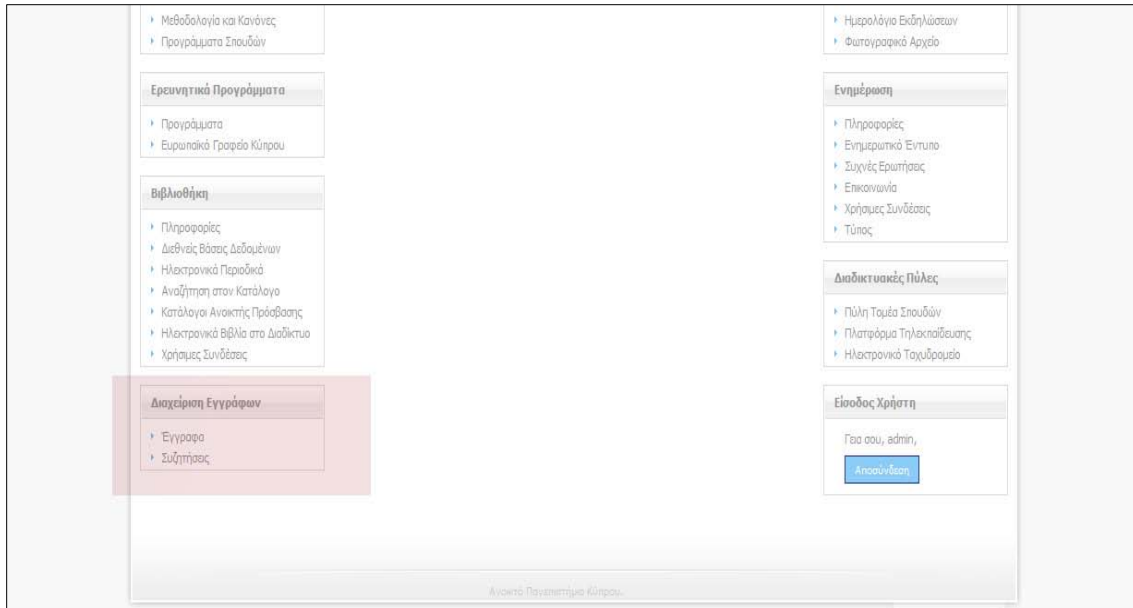 Μεθοδολογία και Κανόνες
Προγράμματα Σπουδών
Ερευνητικά Προγράμματα
Προγράμματα
Ευρωπαϊκό Γραφείο Κύπρου
Βιβλιοθήκη
Πληροφορίες
Διεθνείς Βάσεις Δεδομένων
Ηλεκτρονικά Περιοδικά
Αναζήτηση στον Κατάλογο
Κατάλογοι Ανοικτής Πρόσβασης
Ηλεκτρονικά Βιβλία στο Διαδίκτυο
Χρήσιμες Συνδέσεις
Διαχείριση Εγγράφων
Έγγραφα
Συζητήσεις
Ημερολόγιο Εκδηλώσεων
Φωτογραφικό Αρχείο
Ενημέρωση
Πληροφορίες
Ενημερωτικό Έντυπο
Συχνές Ερωτήσεις
Επικοινωνία
Χρήσιμες Συνδέσεις
Τύπος
Διαδικτυακές Πύλες
Πύλη Τομέα Σπουδών
Πλατφόρμα Τηλεκπαίδευσης
Ηλεκτρονικό Ταχυδρομείο
Είσοδος Χρήστη
Γεια σου, admin,
Αποσύνδεση
Ανοικτό Πανεπιστήμιο Κύπρου.